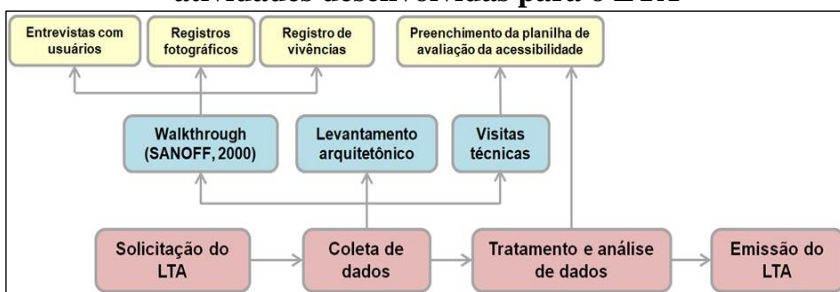 atividades desenvolvidas para o LTA
Entrevistas com
usuários
Registros
fotográficos
Registro de
vivências
Preenchimento da planilha de
avaliação da acessibilidade
Walkthrough
(SANOFF, 2000)
Levantamento
arquitetônico
Visitas
técnicas
Solicitação do
LTA
Coleta de
dados
Tratamento e análise
de dados
Emissão do
LTA